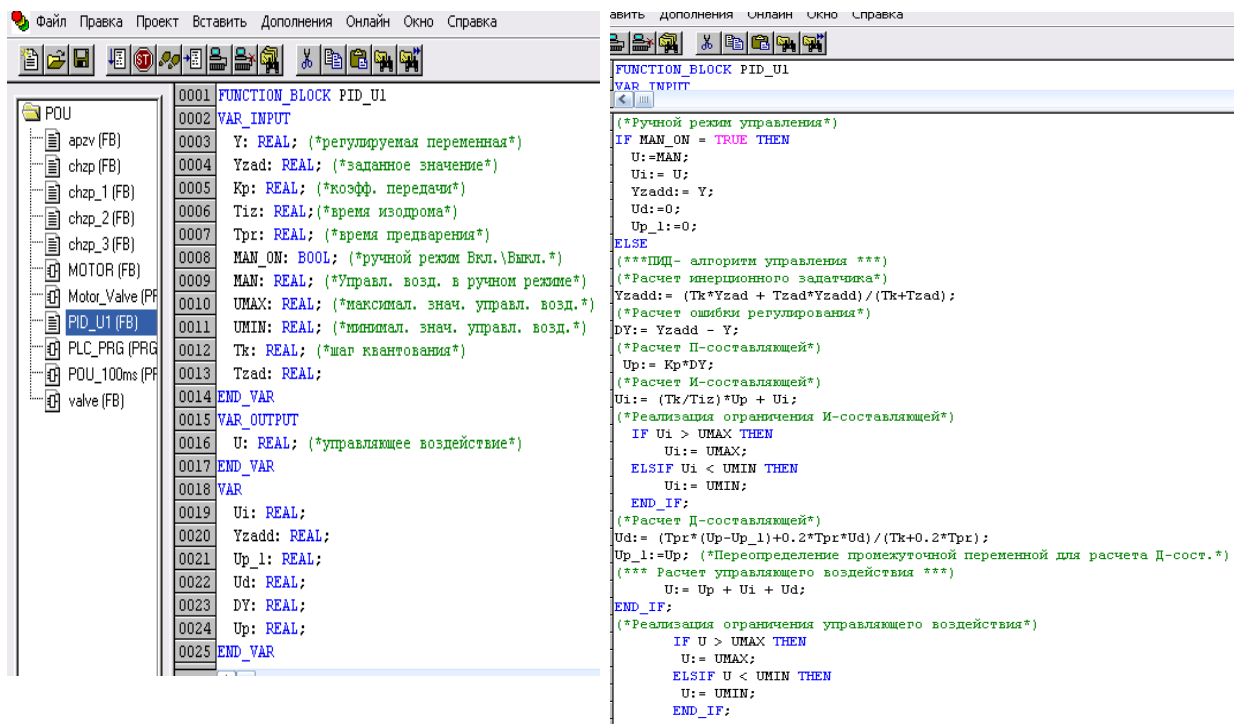 Файл Правка Проект Вставить Дополнения Онлайн Окно Справка
POU
apzv (FB)
chzp (FB)
chzp_1 (FB)
chzp_2 (FB)
chzp_3 (FB)
MOTOR (FB)
Motor_Valve (PF
PID_U1 (FB)
PLC_PRG (PRG
POU_100ms (PF
valve (FB)
0001 FUNCTION_BLOCK PID_U1
0002 VAR_INPUT
0003 Y: REAL; (*регулируемая переменная*)
0004 Yzad: REAL; (*заданное значение*)
0005 Kp: REAL; (*коэфф. передачи*)
0006 Tiz: REAL;(*время изодрома*)
0007 Tpr: REAL; (*время предварения*)
0008 MAN_ON: BOOL; (*ручной режим Вкл.\Выкл.*)
0009 MAN: REAL; (*Управл. возд. в ручном режиме*)
0010 UMAX: REAL; (*максимал. знач. управл. возд.*)
0011 UMIN: REAL; (*минимал. знач. управл. возд.*)
0012 Tk: REAL; (*шаг квантования*)
0013 Tzad: REAL;
0014 END_VAR
0015 VAR_OUTPUT
0016 U: REAL; (*управляющее воздействие*)
0017 END_VAR
0018 VAR
0019 Ui: REAL;
0020 Yzadd: REAL;
0021 Up_1: REAL;
0022 Ud: REAL;
0023 DY: REAL;
0024 Up: REAL;
0025 END_VAR
авить Дополнения Онлайн Окно Справка
FUNCTION_BLOCK PID_U1
VAR_INPUT
(*Ручной режим управления*)
IF MAN_ON = TRUE THEN
U:=MAN;
Ui:= U;
Yzadd:= Y;
Ud:=0;
Up_1:=0;
ELSE
(***ПИД- алгоритм управления ***)
(*Расчет инерционного задатчика*)
Yzadd:= (Tk*Yzad + Tzad*Yzadd)/(Tk+Tzad);
(*Расчет ошибки регулирования*)
DY:= Yzadd - Y;
(*Расчет П-составляющей*)
Up:= Kp*DY;
(*Расчет И-составляющей*)
Ui:= (Tk/Tiz)*Up + Ui;
(*Реализация ограничения И-составляющей*)
IF Ui > UMAX THEN
Ui:= UMAX;
ELSIF Ui < UMIN THEN
Ui:= UMIN;
END_IF;
(*Расчет Д-составляющей*)
Ud:= (Tpr*(Up-Up_1)+0.2*Tpr*Ud)/(Tk+0.2*Tpr);
Up_1:=Up; (*Переопределение промежуточной переменной для расчета Д-сост.*)
(*** Расчет управляющего воздействия ***)
U:= Up + Ui + Ud;
END_IF;
(*Реализация ограничения управляющего воздействия*)
IF U > UMAX THEN
U:= UMAX;
ELSIF U < UMIN THEN
U:= UMIN;
END_IF;